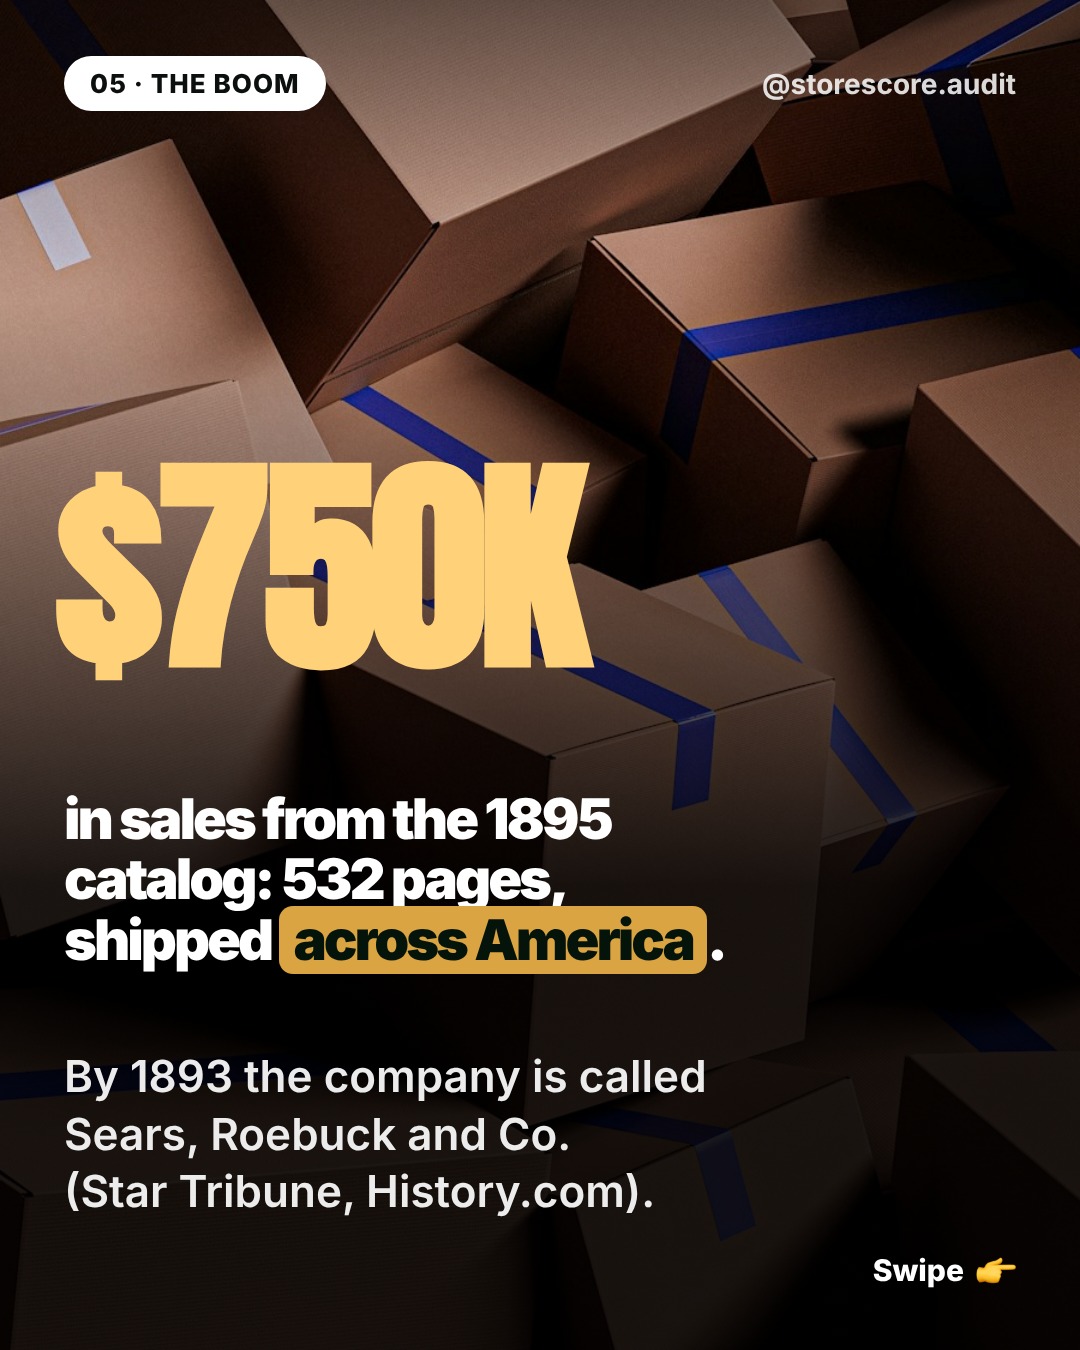 05 · THE BOOM
@storescore.audit
$750K
in sales from the 1895
catalog: 532 pages,
shipped across America.
By 1893 the company is called
Sears, Roebuck and Co.
(Star Tribune, History.com).
Swipe 👉